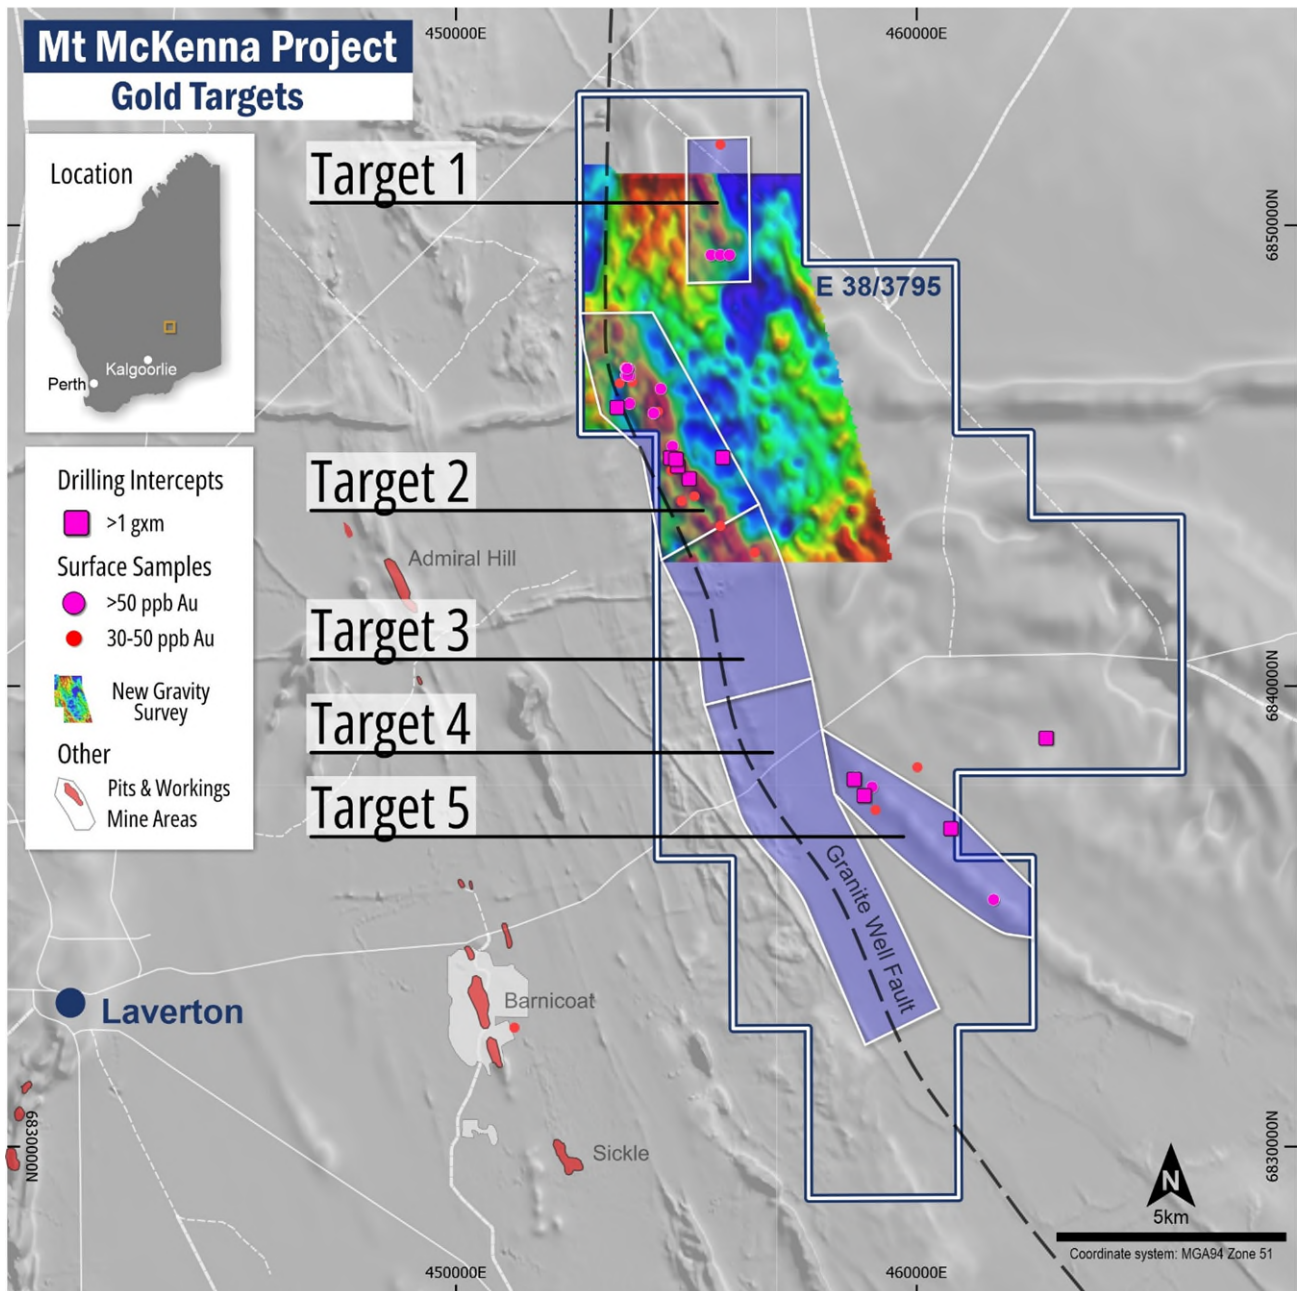 Mt McKenna Project
Gold Targets
450000E
460000E
Location
Kalgoorlie
Perth
Target 1
6850000N
E 38/3795
Drilling Intercepts
>1 gxm
Surface Samples
>50 ppb Au
30-50 ppb Au
New Gravity
Survey
Other
Pits & Workings
Mine Areas
Target 2
Admiral Hill
Target 3
6840000N
Target 4
Target 5
Granite Well Fault
Laverton
Barnicoat
Sickle
6830000N
6830000N
N
5km
Coordinate system: MGA94 Zone 51
450000E
460000E